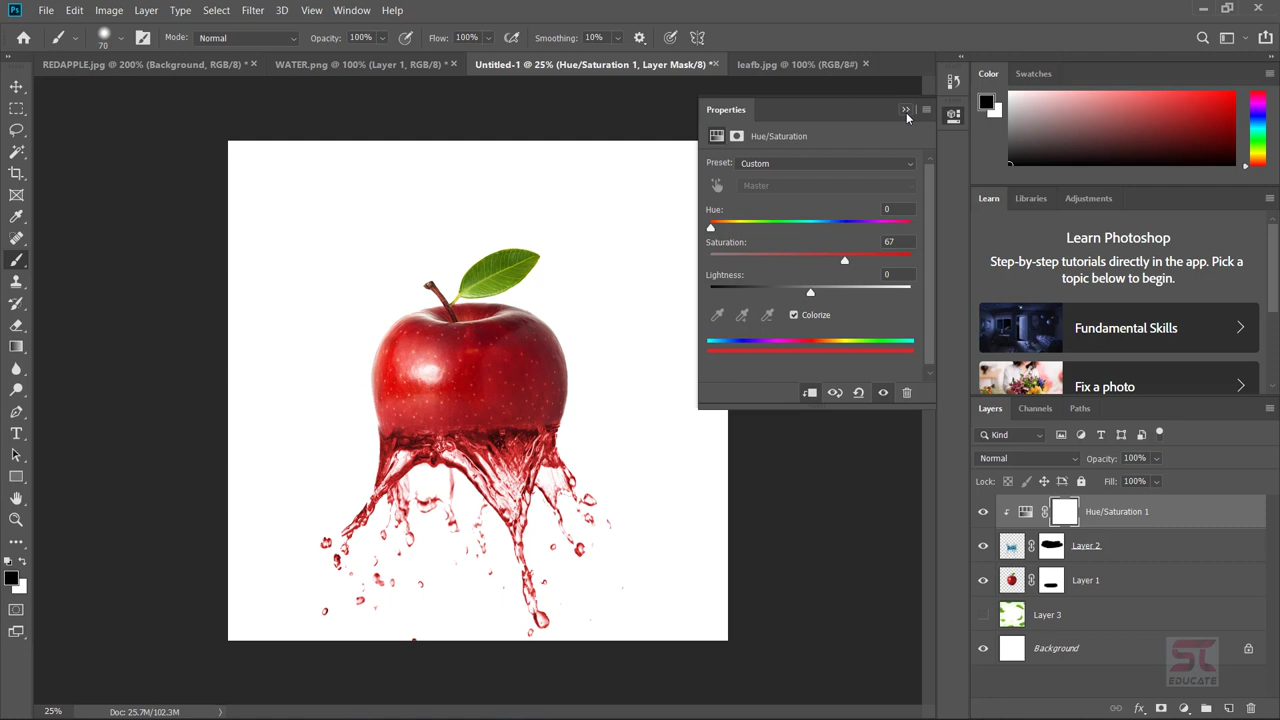 Ps File Edit Image Layer Type Select Filter 3D View Window Help
70 Mode: Normal Opacity: 100% Flow: 100% Smoothing: 10%
REDAPPLE.jpg @ 200% (Background, RGB/8) * × WATER.png @ 100% (Layer 1, RGB/8) * × Untitled-1 @ 25% (Hue/Saturation 1, Layer Mask/8) * × leafb.jpg @ 100% (RGB/8#) ×
Color Swatches
Properties
Hue/Saturation
Preset: Custom
Master
Hue: 0
Saturation: 67
Lightness: 0
Colorize
Learn Libraries Adjustments
Learn Photoshop
Step-by-step tutorials directly in the app. Pick a
topic below to begin.
Fundamental Skills
Fix a photo
Layers Channels Paths
Kind
Normal Opacity: 100%
Lock: Fill: 100%
Hue/Saturation 1
Layer 2
Layer 1
Layer 3
Background
EDUCATE
25% Doc: 25.7M/102.3M